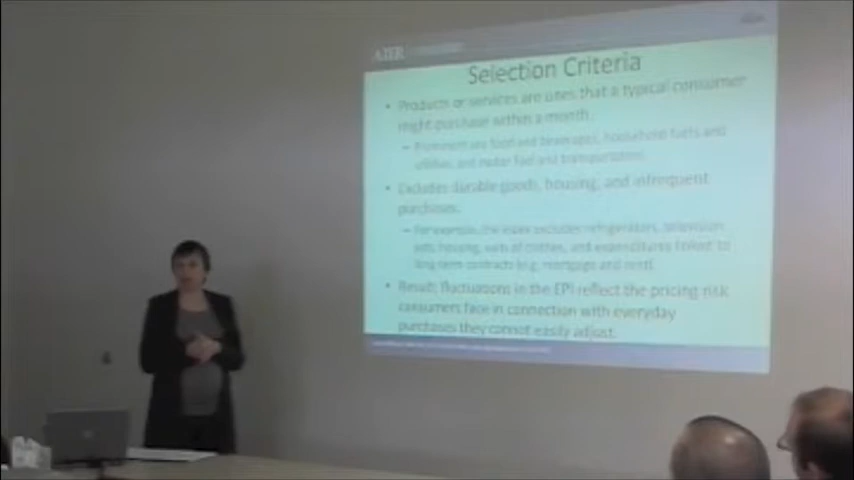 AIER
Selection Criteria
• Products or services are ones that a typical consumer
might purchase within a month.
– Prominent are food and beverages, household fuels and
utilities, and motor fuel and transportation.
• Excludes durable goods, housing, and infrequent
purchases.
– For example, the index excludes refrigerators, television
sets, housing, sales of clothes, and expenditures linked to
long term contracts (e.g. mortgage and rent).
• Result: fluctuations in the EPI reflect the pricing risk
consumers face in connection with everyday
purchases they cannot easily adjust.